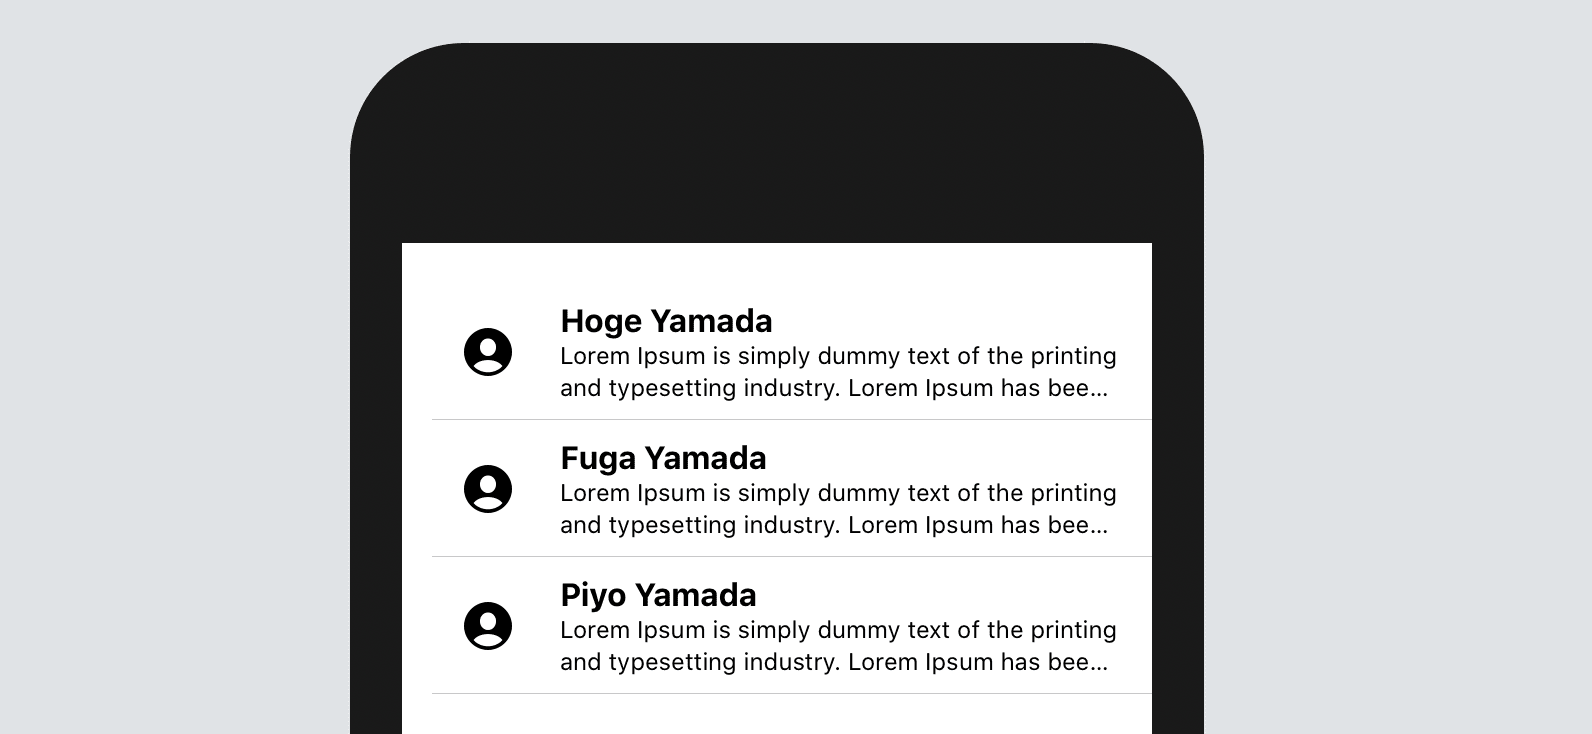 Hoge Yamada
Lorem Ipsum is simply dummy text of the printing
and typesetting industry. Lorem Ipsum has bee...
Fuga Yamada
Lorem Ipsum is simply dummy text of the printing
and typesetting industry. Lorem Ipsum has bee...
Piyo Yamada
Lorem Ipsum is simply dummy text of the printing
and typesetting industry. Lorem Ipsum has bee...